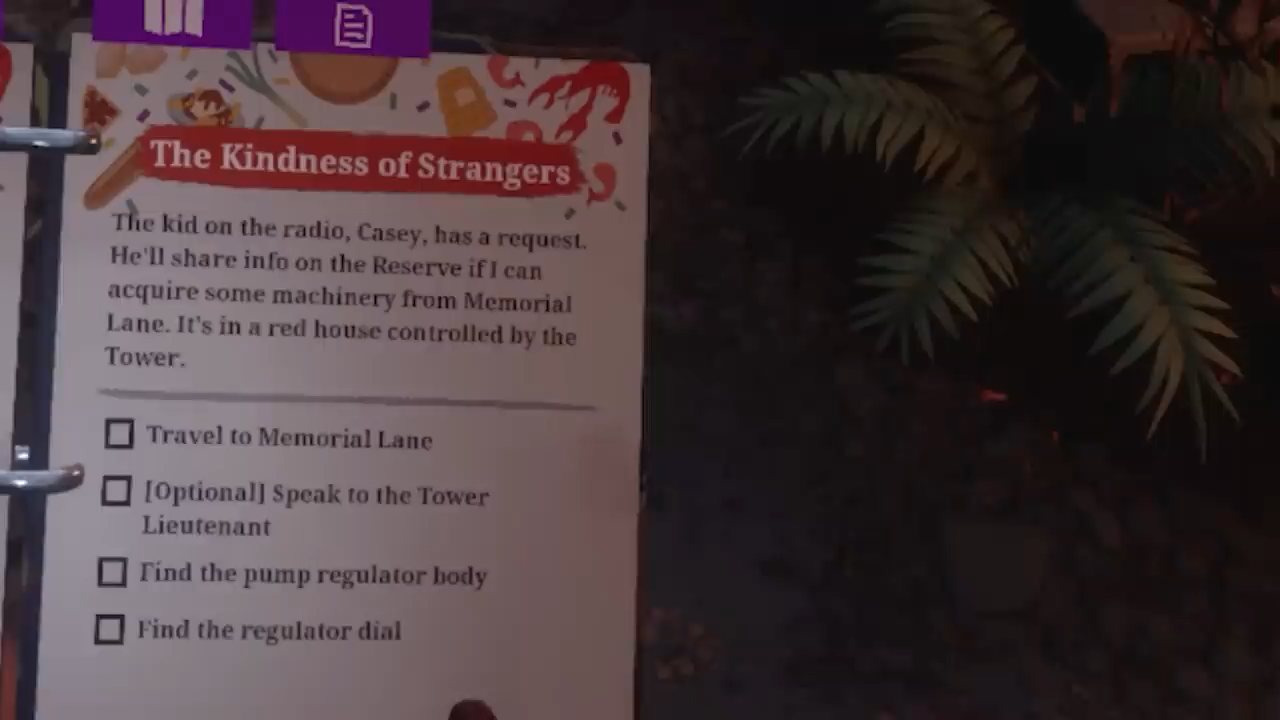 The Kindness of Strangers
The kid on the radio, Casey, has a request.
He'll share info on the Reserve if I can
acquire some machinery from Memorial
Lane. It's in a red house controlled by the
Tower.
Travel to Memorial Lane
[Optional] Speak to the Tower
Lieutenant
Find the pump regulator body
Find the regulator dial